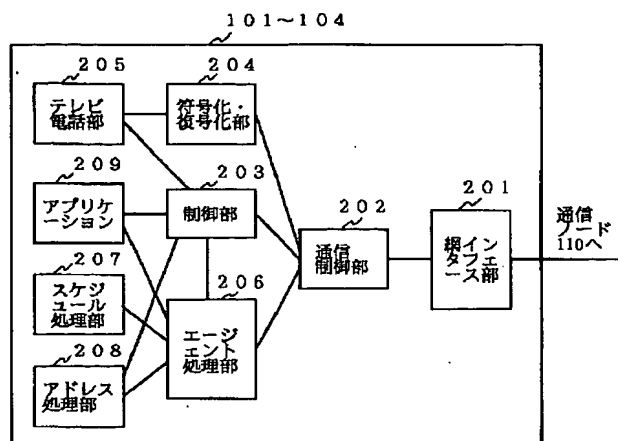 １０１～１０４
２０５
テレビ
電話部
２０４
符号化・
復号化部
２０９
アプリケ
ーション
２０３
制御部
２０２
通信
制御部
２０１
網イン
タフェ
ース部
通信
ノード
110へ
２０７
スケジ
ュール
処理部
２０６
エージ
ェント
処理部
２０８
アドレス
処理部